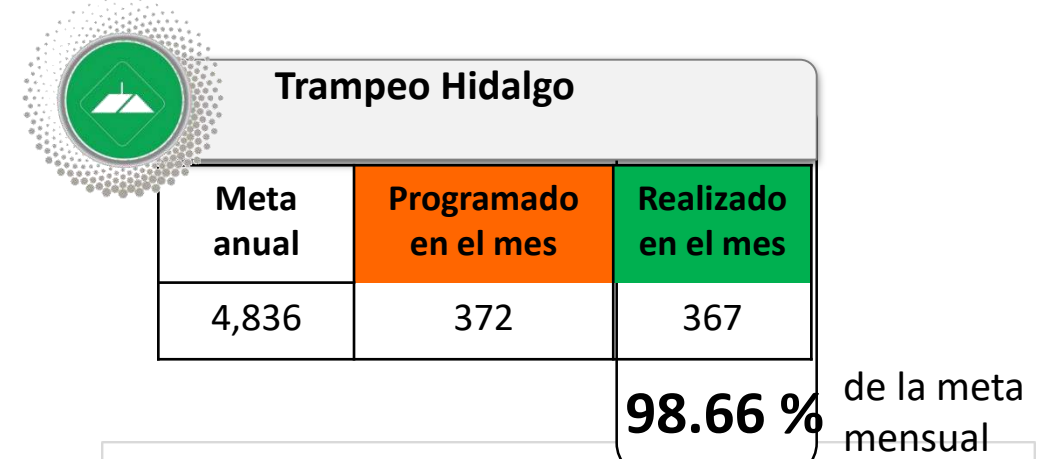 Trampeo Hidalgo
Meta
anual
Programado
en el mes
Realizado
en el mes
4,836
372
367
98.66 %
de la meta
mensual